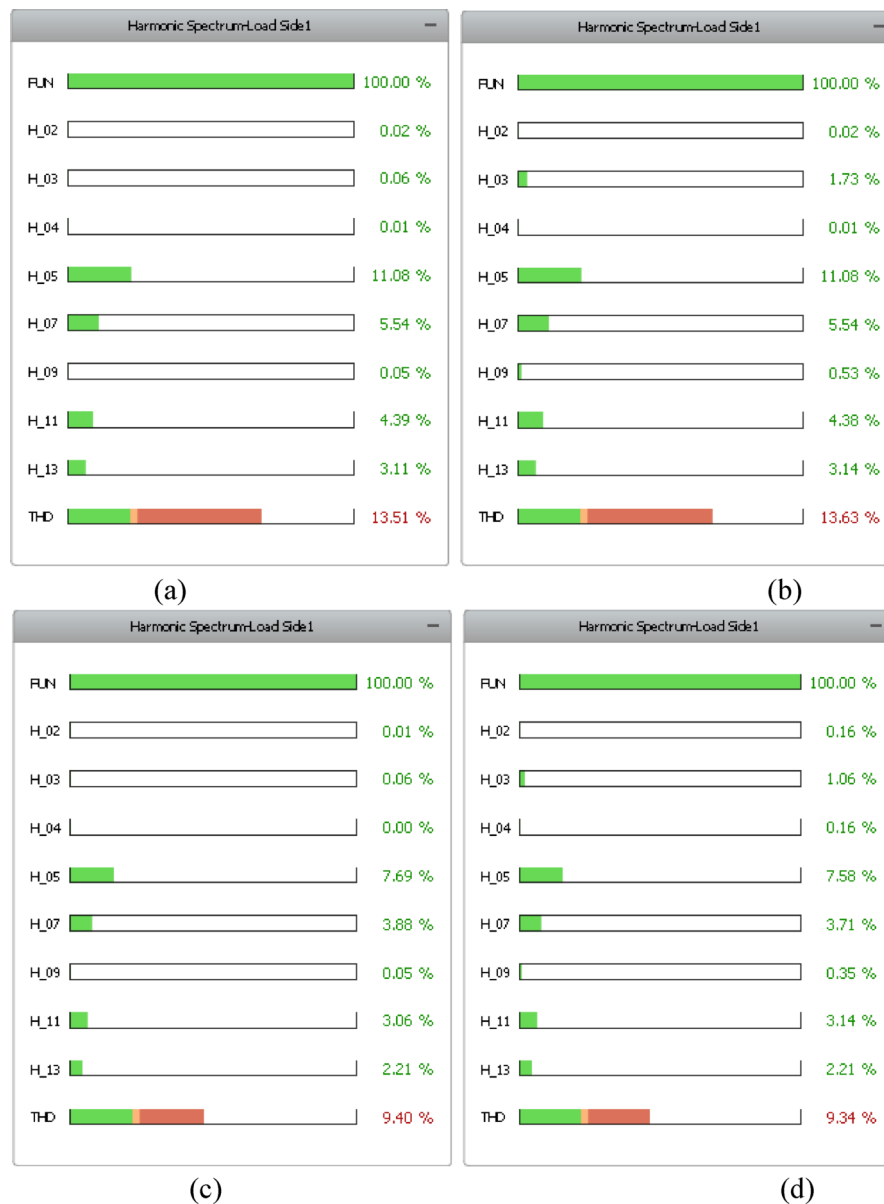 Harmonic Spectrum-Load Side1
FUN 100.00 %
H_02 0.02 %
H_03 0.06 %
H_04 0.01 %
H_05 11.08 %
H_07 5.54 %
H_09 0.05 %
H_11 4.39 %
H_13 3.11 %
THD 13.51 %
(a)
Harmonic Spectrum-Load Side1
FUN 100.00 %
H_02 0.02 %
H_03 1.73 %
H_04 0.01 %
H_05 11.08 %
H_07 5.54 %
H_09 0.53 %
H_11 4.38 %
H_13 3.14 %
THD 13.63 %
(b)
Harmonic Spectrum-Load Side1
FUN 100.00 %
H_02 0.01 %
H_03 0.06 %
H_04 0.00 %
H_05 7.69 %
H_07 3.88 %
H_09 0.05 %
H_11 3.06 %
H_13 2.21 %
THD 9.40 %
(c)
Harmonic Spectrum-Load Side1
FUN 100.00 %
H_02 0.16 %
H_03 1.06 %
H_04 0.16 %
H_05 7.58 %
H_07 3.71 %
H_09 0.35 %
H_11 3.14 %
H_13 2.21 %
THD 9.34 %
(d)